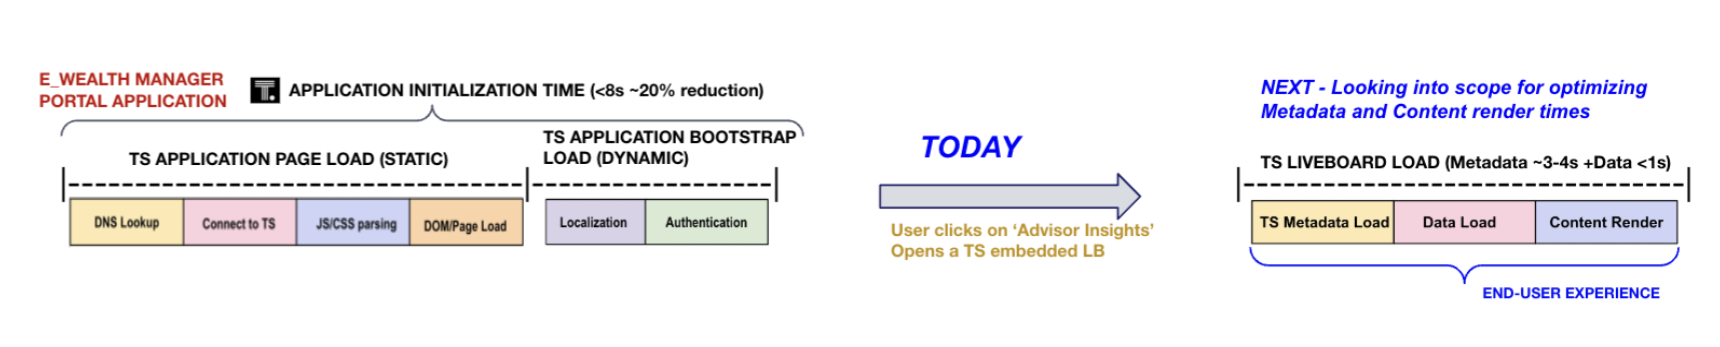 E_WEALTH MANAGER
PORTAL APPLICATION
T.
APPLICATION INITIALIZATION TIME (<8s ~20% reduction)
TS APPLICATION PAGE LOAD (STATIC)
TS APPLICATION BOOTSTRAP
LOAD (DYNAMIC)
DNS Lookup
Connect to TS
JS/CSS parsing
DOM/Page Load
Localization
Authentication
TODAY
User clicks on ‘Advisor Insights’
Opens a TS embedded LB
NEXT - Looking into scope for optimizing
Metadata and Content render times
TS LIVEBOARD LOAD (Metadata ~3-4s +Data <1s)
TS Metadata Load
Data Load
Content Render
END-USER EXPERIENCE